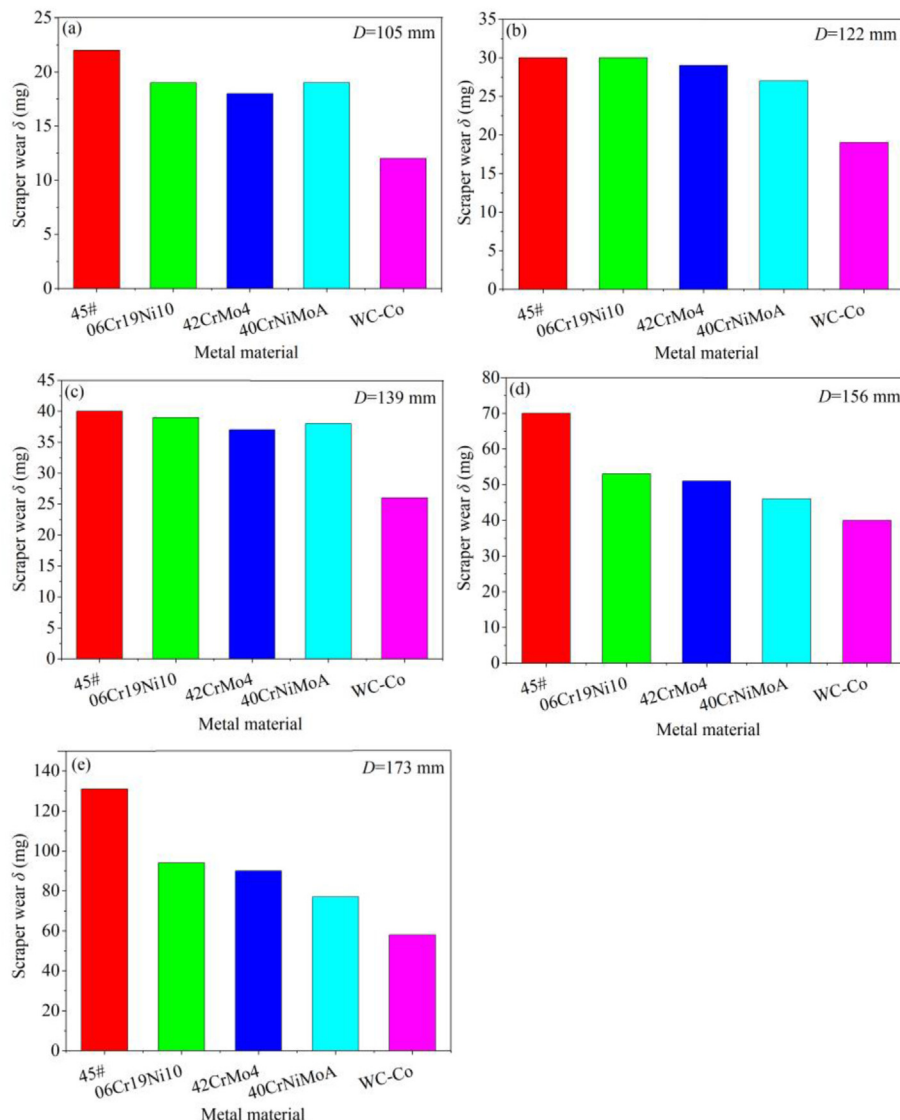 (a)
D=105 mm
Scraper wear δ (mg)
25
20
15
10
5
0
45#
06Cr19Ni10
42CrMo4
40CrNiMoA
WC-Co
Metal material
(b)
D=122 mm
Scraper wear δ (mg)
35
30
25
20
15
10
5
0
45#
06Cr19Ni10
42CrMo4
40CrNiMoA
WC-Co
Metal material
(c)
D=139 mm
Scraper wear δ (mg)
45
40
35
30
25
20
15
10
5
0
45#
06Cr19Ni10
42CrMo4
40CrNiMoA
WC-Co
Metal material
(d)
D=156 mm
Scraper wear δ (mg)
80
70
60
50
40
30
20
10
0
45#
06Cr19Ni10
42CrMo4
40CrNiMoA
WC-Co
Metal material
(e)
D=173 mm
Scraper wear δ (mg)
140
120
100
80
60
40
20
0
45#
06Cr19Ni10
42CrMo4
40CrNiMoA
WC-Co
Metal material